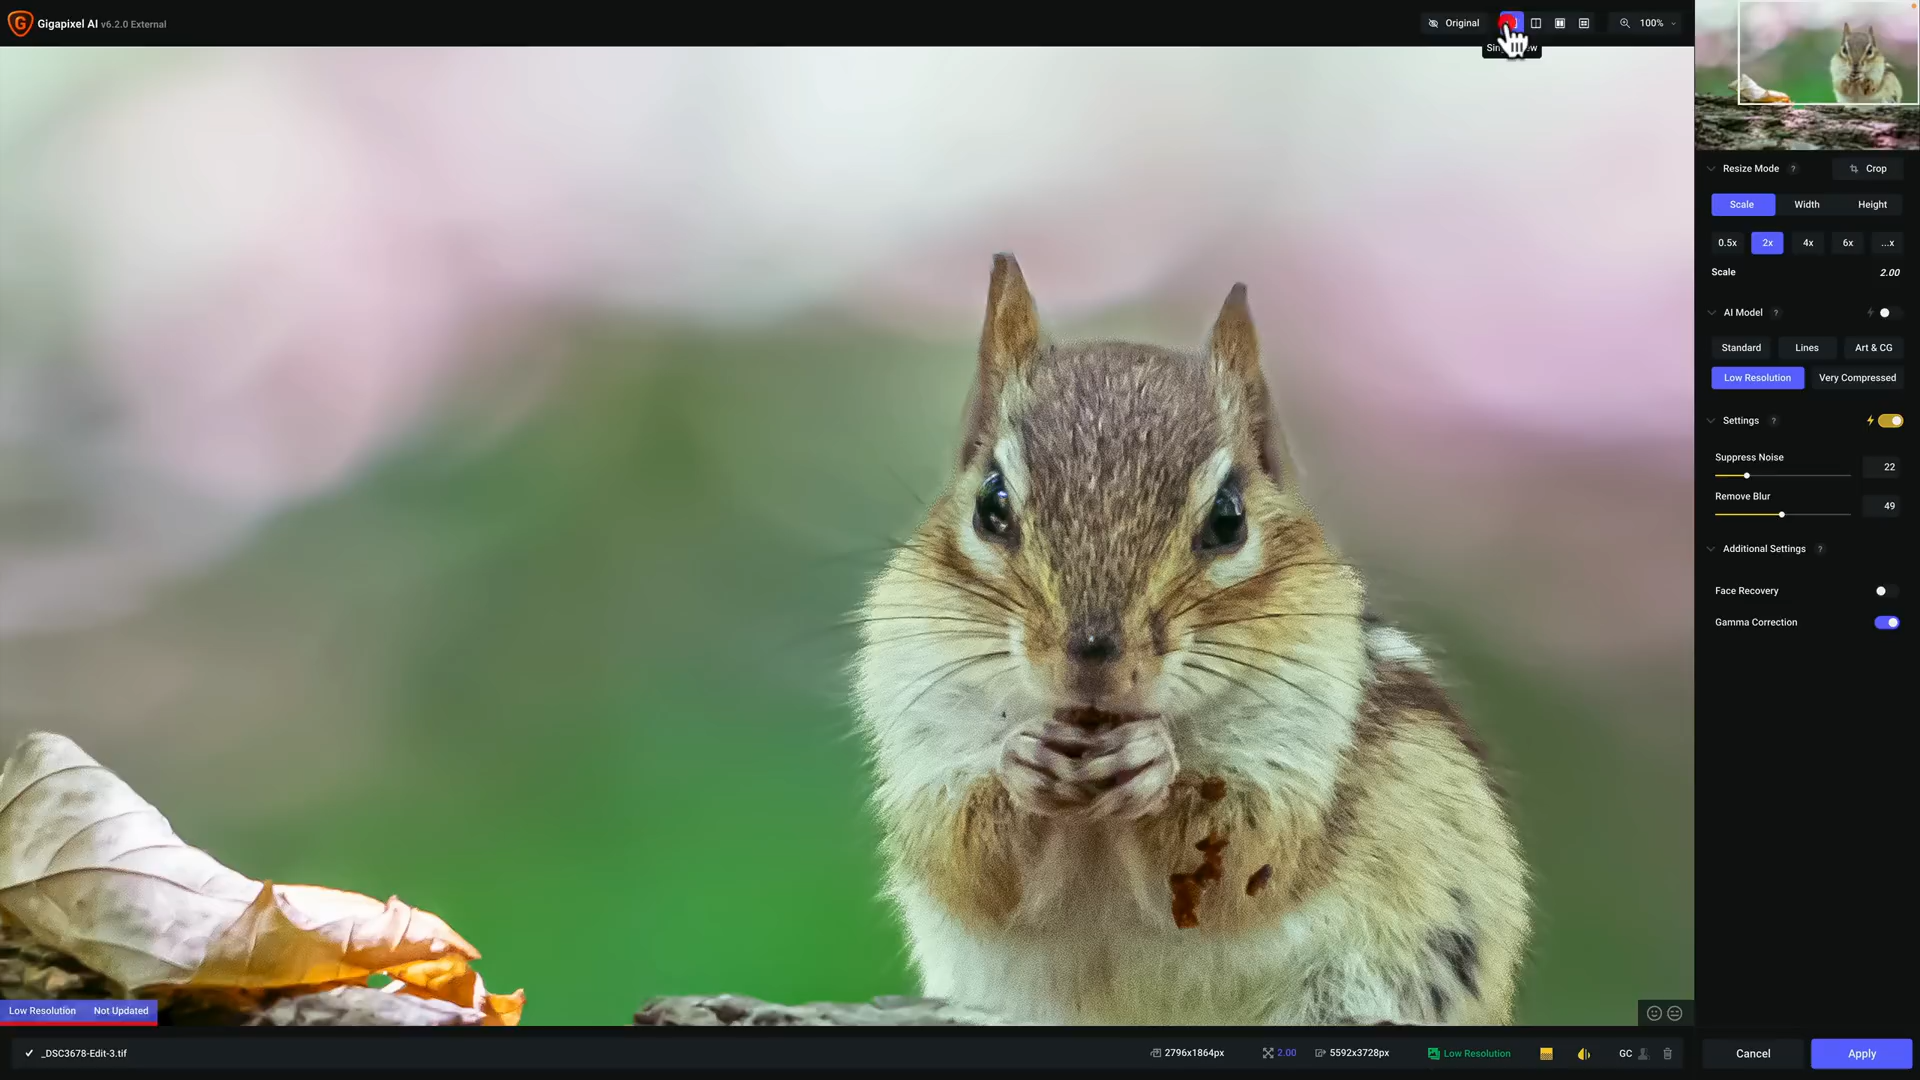 Gigapixel AI v6.2.0 External
Original
100%
Resize Mode ?
Crop
Scale Width Height
0.5x 2x 4x 6x ...x
Scale 2.00
AI Model ?
Standard Lines Art & CG
Low Resolution Very Compressed
Settings ?
Suppress Noise
22
Remove Blur
49
Additional Settings ?
Face Recovery
Gamma Correction
Low Resolution Not Updated
_DSC3678-Edit-3.tif
2796x1864px
2.00
5592x3728px
Low Resolution
GC
Cancel
Apply